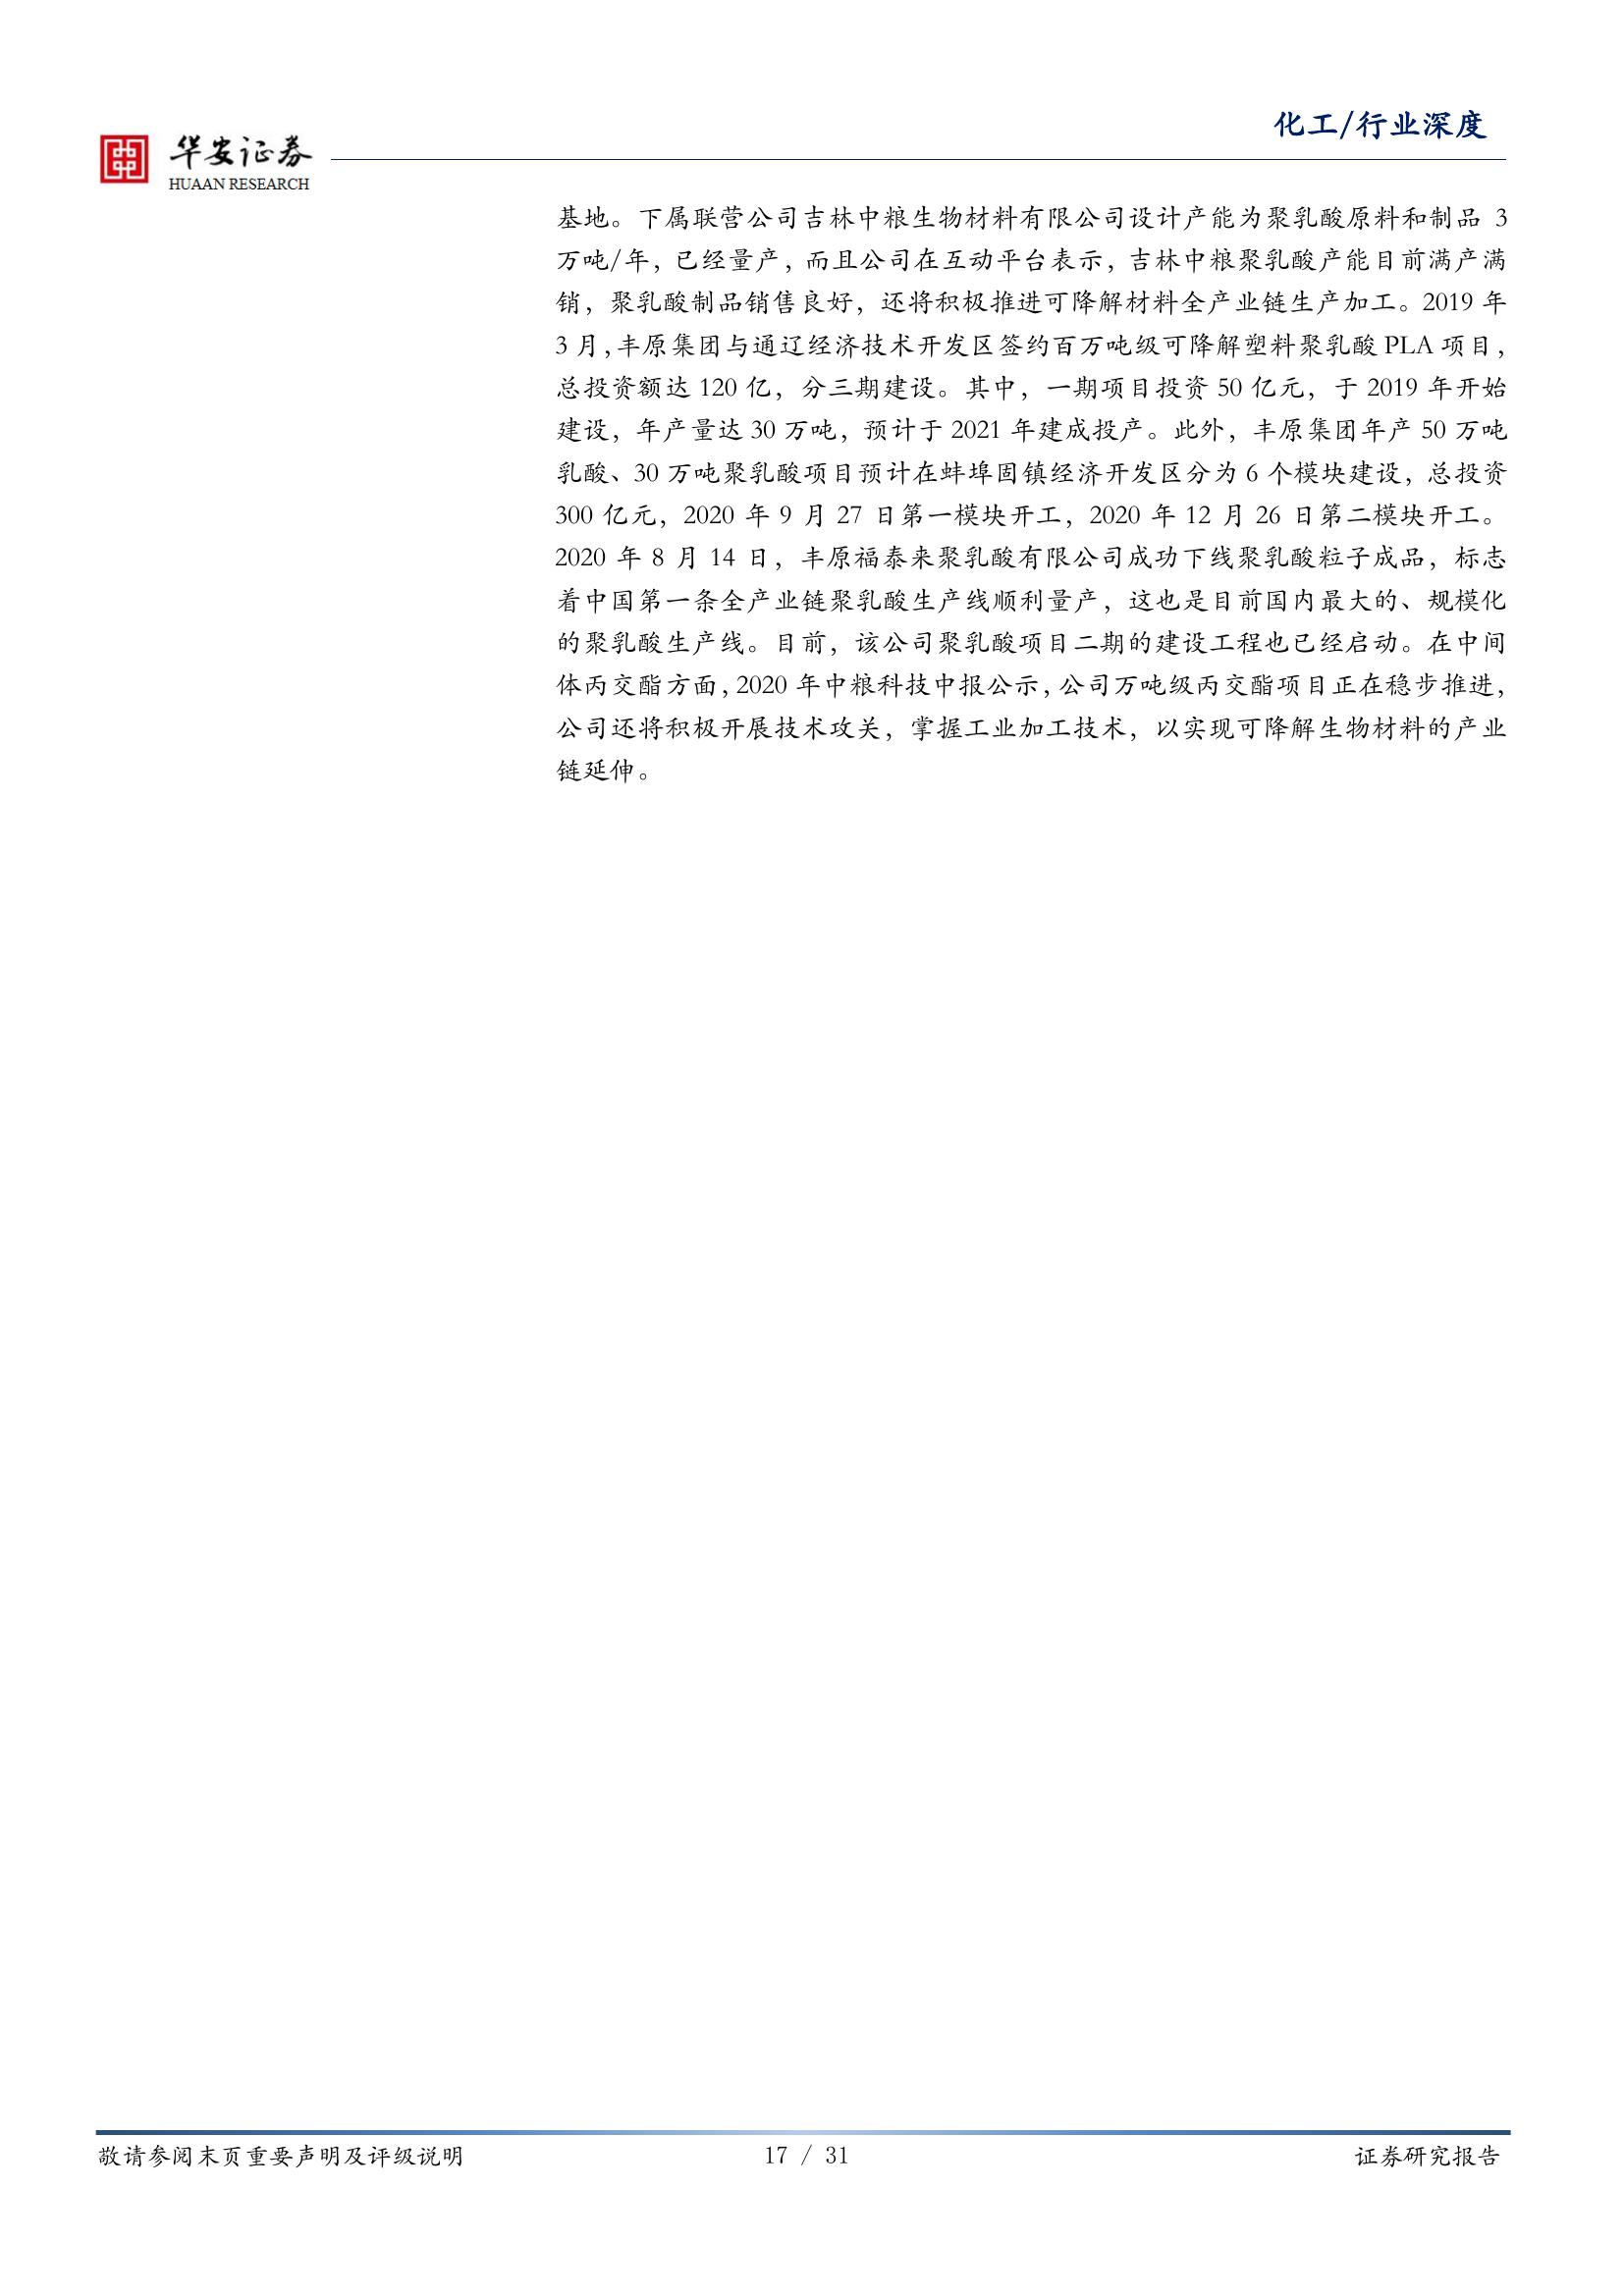 化工/行业深度
华安证券
HUAAN RESEARCH
基地。下属联营公司吉林中粮生物材料有限公司设计产能为聚乳酸原料和制品 3
万吨/年，已经量产，而且公司在互动平台表示，吉林中粮聚乳酸产能目前满产满
销，聚乳酸制品销售良好，还将积极推进可降解材料全产业链生产加工。2019 年
3 月，丰原集团与通辽经济技术开发区签约百万吨级可降解塑料聚乳酸 PLA 项目，
总投资额达 120 亿，分三期建设。其中，一期项目投资 50 亿元，于 2019 年开始
建设，年产量达 30 万吨，预计于 2021 年建成投产。此外，丰原集团年产 50 万吨
乳酸、30 万吨聚乳酸项目预计在蚌埠固镇经济开发区分为 6 个模块建设，总投资
300 亿元，2020 年 9 月 27 日第一模块开工，2020 年 12 月 26 日第二模块开工。
2020 年 8 月 14 日，丰原福泰来聚乳酸有限公司成功下线聚乳酸粒子成品，标志
着中国第一条全产业链聚乳酸生产线顺利量产，这也是目前国内最大的、规模化
的聚乳酸生产线。目前，该公司聚乳酸项目二期的建设工程也已经启动。在中间
体丙交酯方面，2020 年中粮科技中报公示，公司万吨级丙交酯项目正在稳步推进，
公司还将积极开展技术攻关，掌握工业加工技术，以实现可降解生物材料的产业
链延伸。
敬请参阅末页重要声明及评级说明
17 / 31
证券研究报告